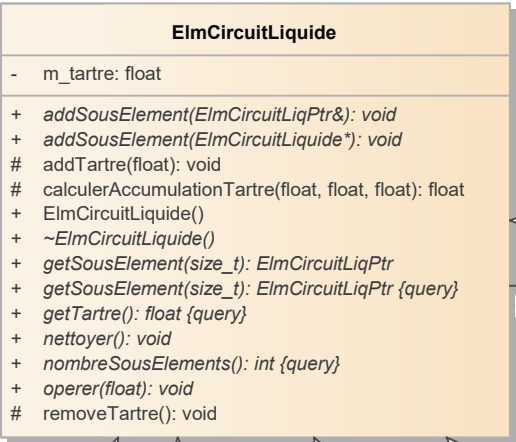 ElmCircuitLiquide
- m_tartre: float
+ addSousElement(ElmCircuitLiqPtr&): void
+ addSousElement(ElmCircuitLiquide*): void
# addTartre(float): void
# calculerAccumulationTartre(float, float, float): float
+ ElmCircuitLiquide()
+ ~ElmCircuitLiquide()
+ getSousElement(size_t): ElmCircuitLiqPtr
+ getSousElement(size_t): ElmCircuitLiqPtr {query}
+ getTartre(): float {query}
+ nettoyer(): void
+ nombreSousElements(): int {query}
+ operer(float): void
# removeTartre(): void